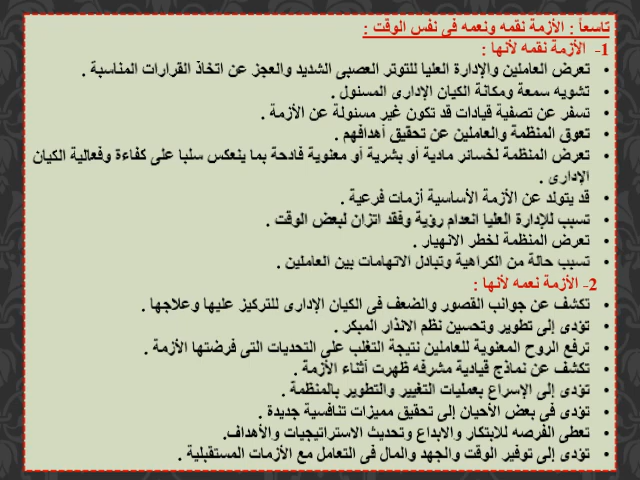 تاسعاً : الأزمة نقمه ونعمه فى نفس الوقت :
1- الأزمة نقمه لأنها :
• تعرض العاملين والإدارة العليا للتوتر العصبى الشديد والعجز عن اتخاذ القرارات المناسبة .
• تشويه سمعة ومكانة الكيان الإدارى المسئول .
• تسفر عن تصفية قيادات قد تكون غير مسئولة عن الأزمة .
• تعوق المنظمة والعاملين عن تحقيق أهدافهم .
• تعرض المنظمة لخسائر مادية أو بشرية أو معنوية فادحة بما ينعكس سلبا على كفاءة وفعالية الكيان
الإدارى .
• قد يتولد عن الأزمة الأساسية أزمات فرعية .
• تسبب للإدارة العليا انعدام رؤية وفقد اتزان لبعض الوقت .
• تعرض المنظمة لخطر الانهيار .
• تسبب حالة من الكراهية وتبادل الاتهامات بين العاملين .
2- الأزمة نعمه لأنها :
• تكشف عن جوانب القصور والضعف فى الكيان الإدارى للتركيز عليها وعلاجها .
• تؤدى إلى تطوير وتحسين نظم الانذار المبكر .
• ترفع الروح المعنوية للعاملين نتيجة التغلب على التحديات التى فرضتها الأزمة .
• تكشف عن نماذج قيادية مشرفه ظهرت أثناء الأزمة .
• تؤدى إلى الإسراع بعمليات التغيير والتطوير بالمنظمة .
• تؤدى فى بعض الأحيان إلى تحقيق مميزات تنافسية جديدة .
• تعطى الفرصه للابتكار والابداع وتحديث الاستراتيجيات والأهداف.
• تؤدى إلى توفير الوقت والجهد والمال فى التعامل مع الأزمات المستقبلية .